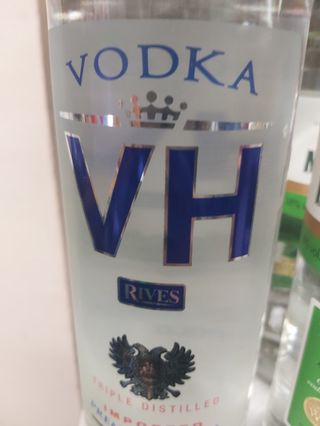 VODKA
VH
RIVES
TRIPLE DISTILLED
IMPORTED